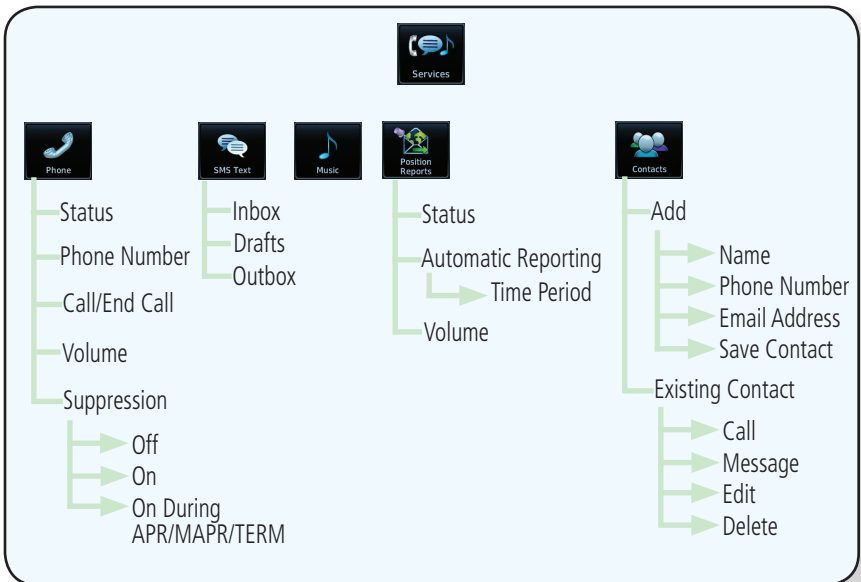 Services
Phone
Status
Phone Number
Call/End Call
Volume
Suppression
Off
On
On During
APR/MAPR/TERM
SMS Text
Inbox
Drafts
Outbox
Music
Position
Reports
Status
Automatic Reporting
Time Period
Volume
Contacts
Add
Name
Phone Number
Email Address
Save Contact
Existing Contact
Call
Message
Edit
Delete